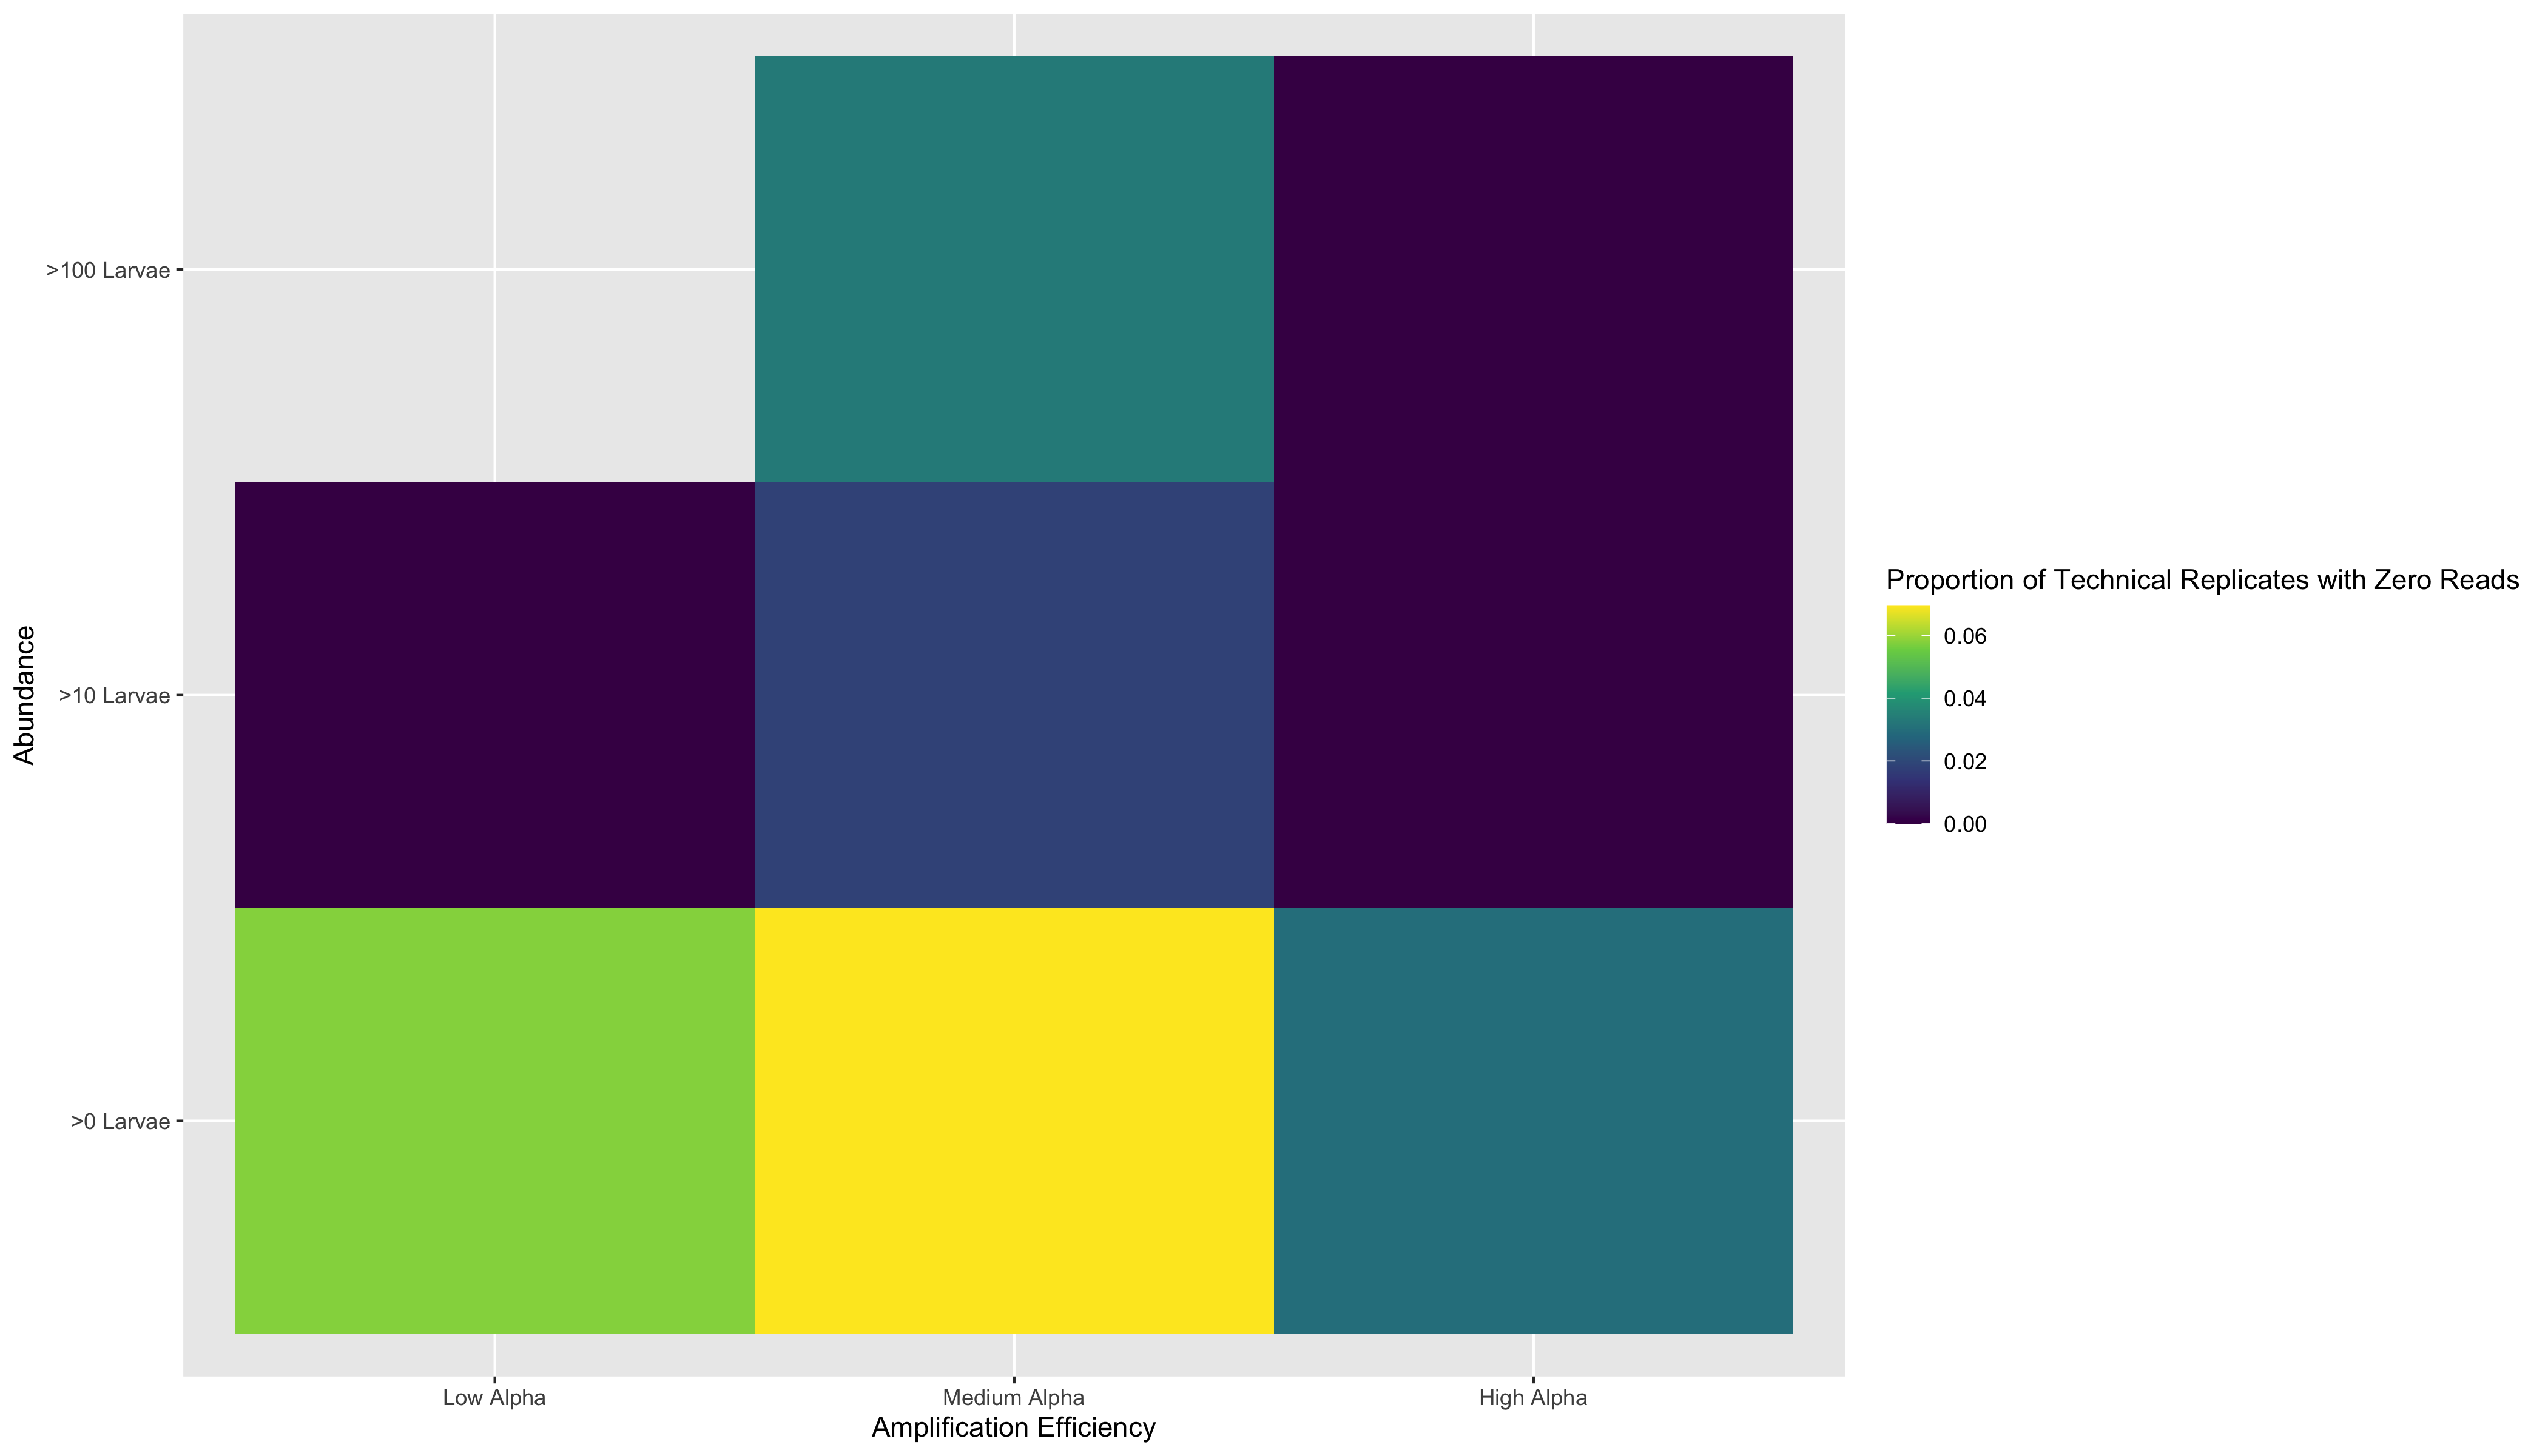 Abundance
>100 Larvae
>10 Larvae
>0 Larvae
Low Alpha
Medium Alpha
High Alpha
Amplification Efficiency
Proportion of Technical Replicates with Zero Reads
0.06
0.04
0.02
0.00